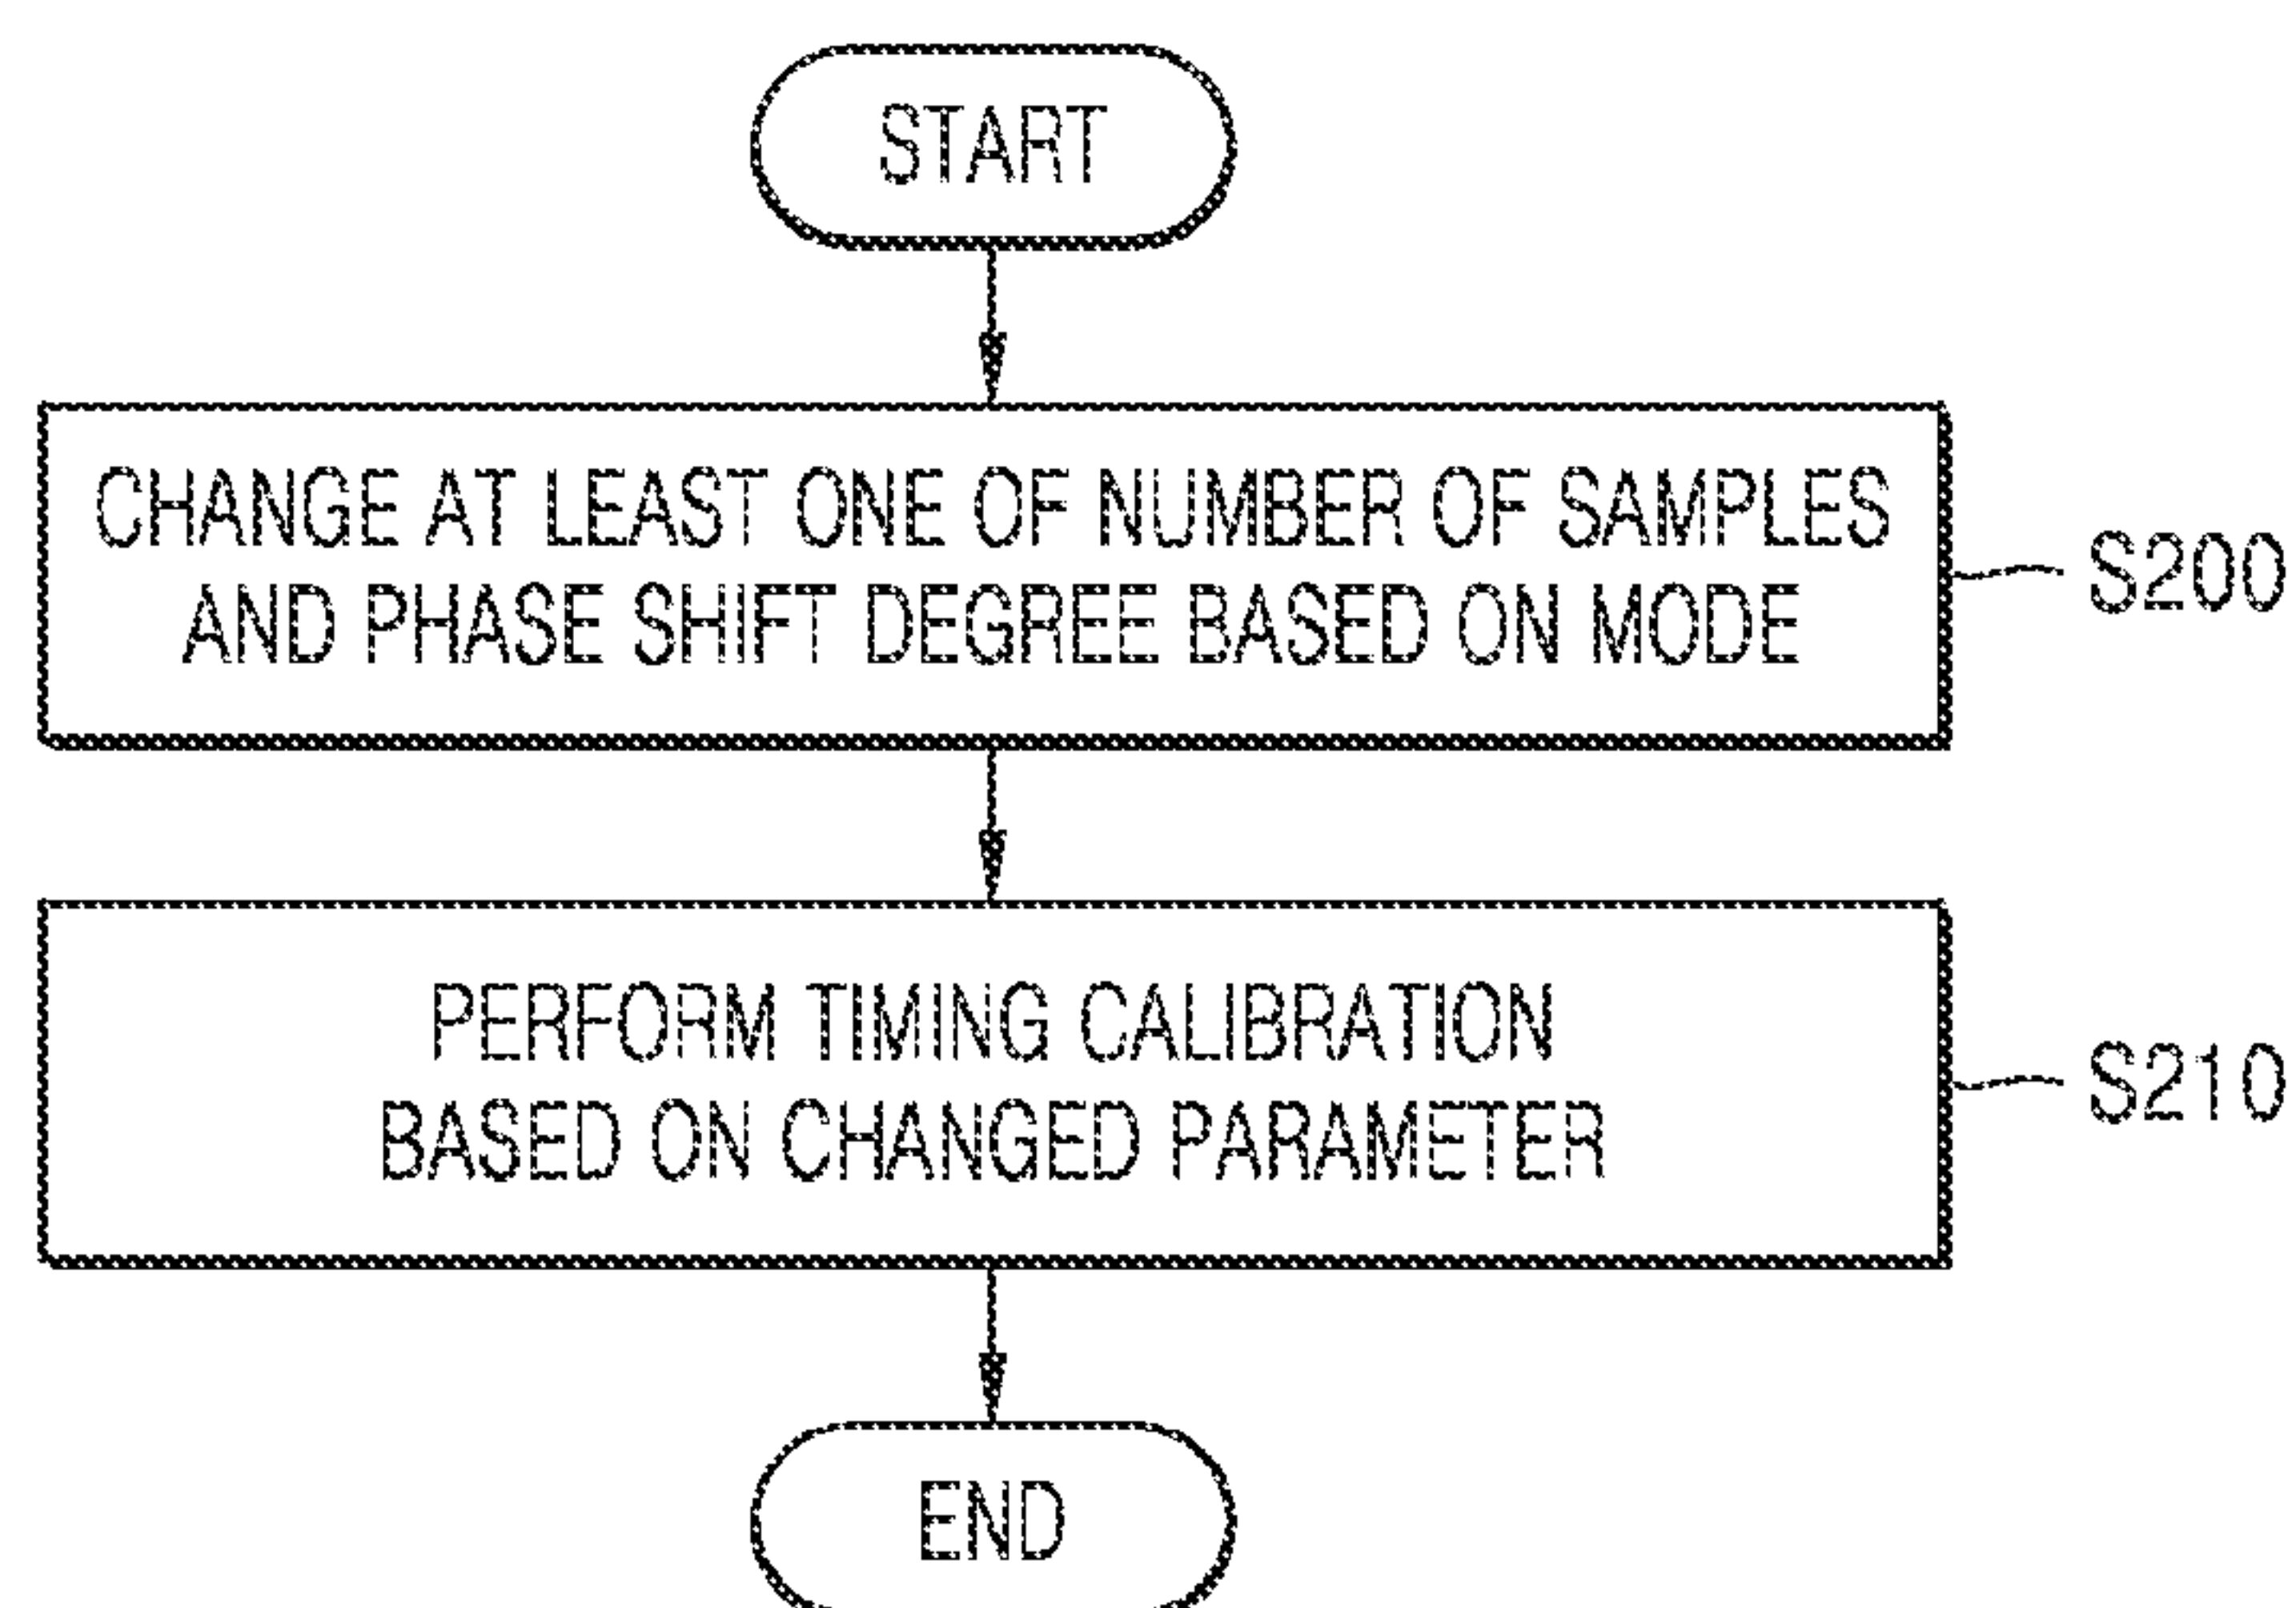 START
CHANGE AT LEAST ONE OF NUMBER OF SAMPLES
AND PHASE SHIFT DEGREE BASED ON MODE
S200
PERFORM TIMING CALIBRATION
BASED ON CHANGED PARAMETER
S210
END